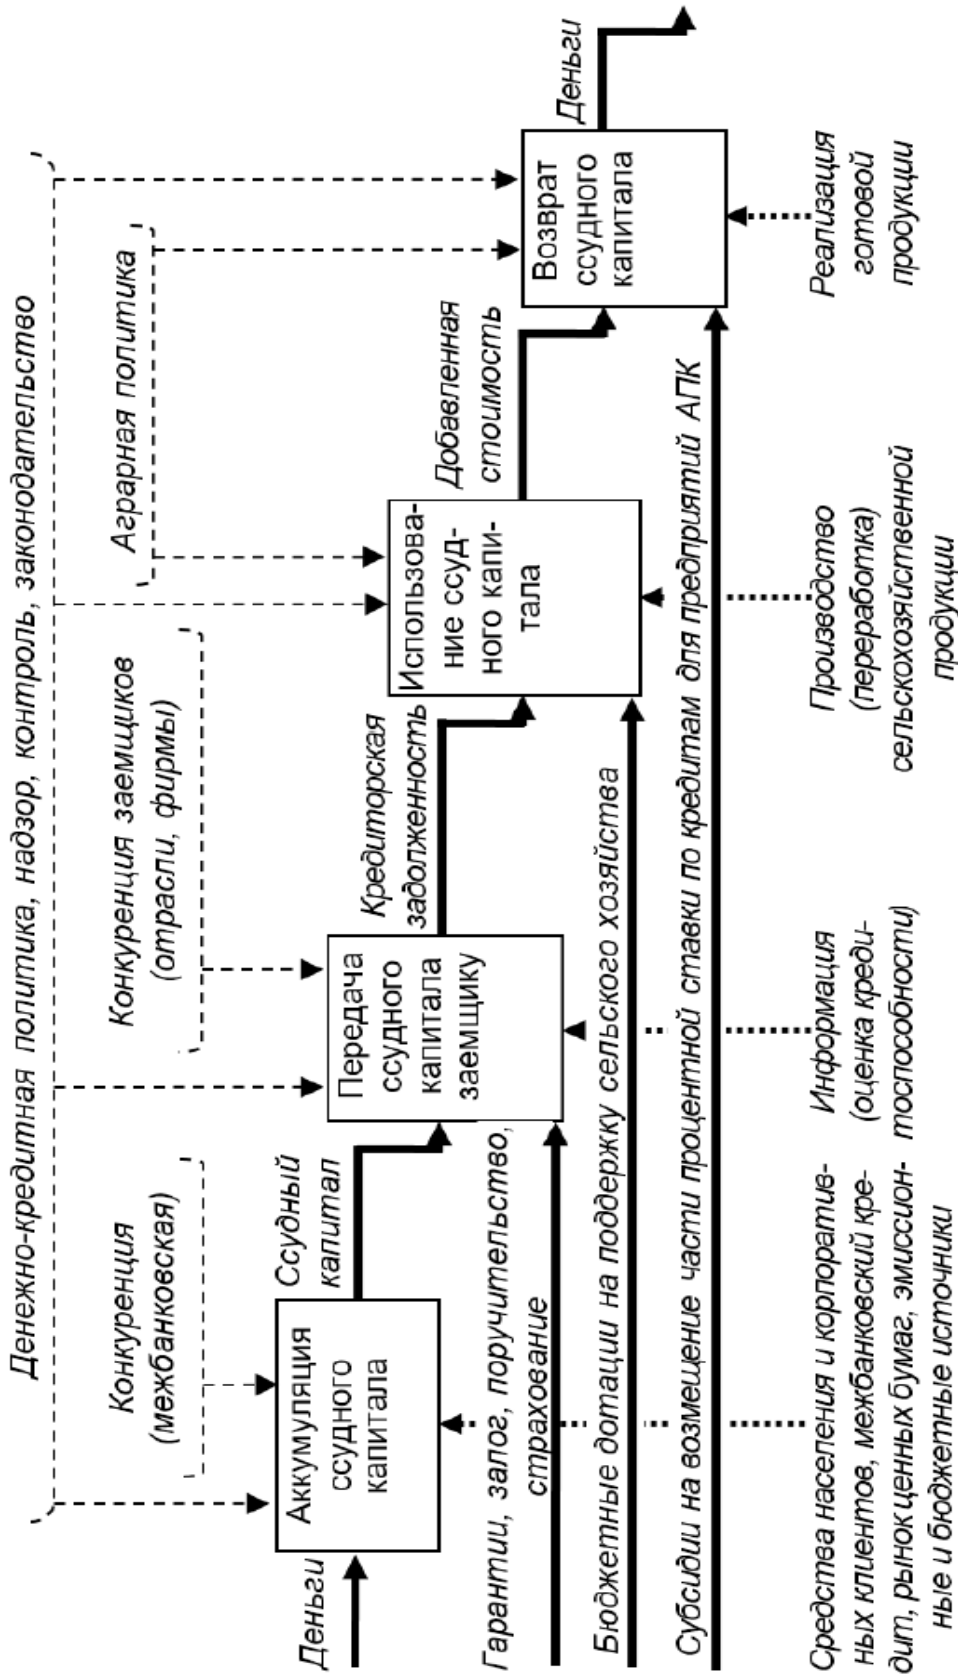 Денежно-кредитная политика, надзор, контроль, законодательство
Конкуренция
(межбанковская)
Конкуренция заемщиков
(отрасли, фирмы)
Аграрная политика
Деньги
Аккумуляция
ссудного
капитала
Ссудный
капитал
Передача
ссудного
капитала
заемщику
Кредиторская
задолженность
Использова-
ние ссуд-
ного капи-
тала
Добавленная
стоимость
Возврат
ссудного
капитала
Деньги
Гарантии, залог, поручительство,
страхование
Бюджетные дотации на поддержку сельского хозяйства
Субсидии на возмещение части процентной ставки по кредитам для предприятий АПК
Средства населения и корпоратив-
ных клиентов, межбанковский кре-
дит, рынок ценных бумаг, эмиссион-
ные и бюджетные источники
Информация
(оценка креди-
тоспособности)
Производство
(переработка)
сельскохозяйственной
продукции
Реализация
готовой
продукции